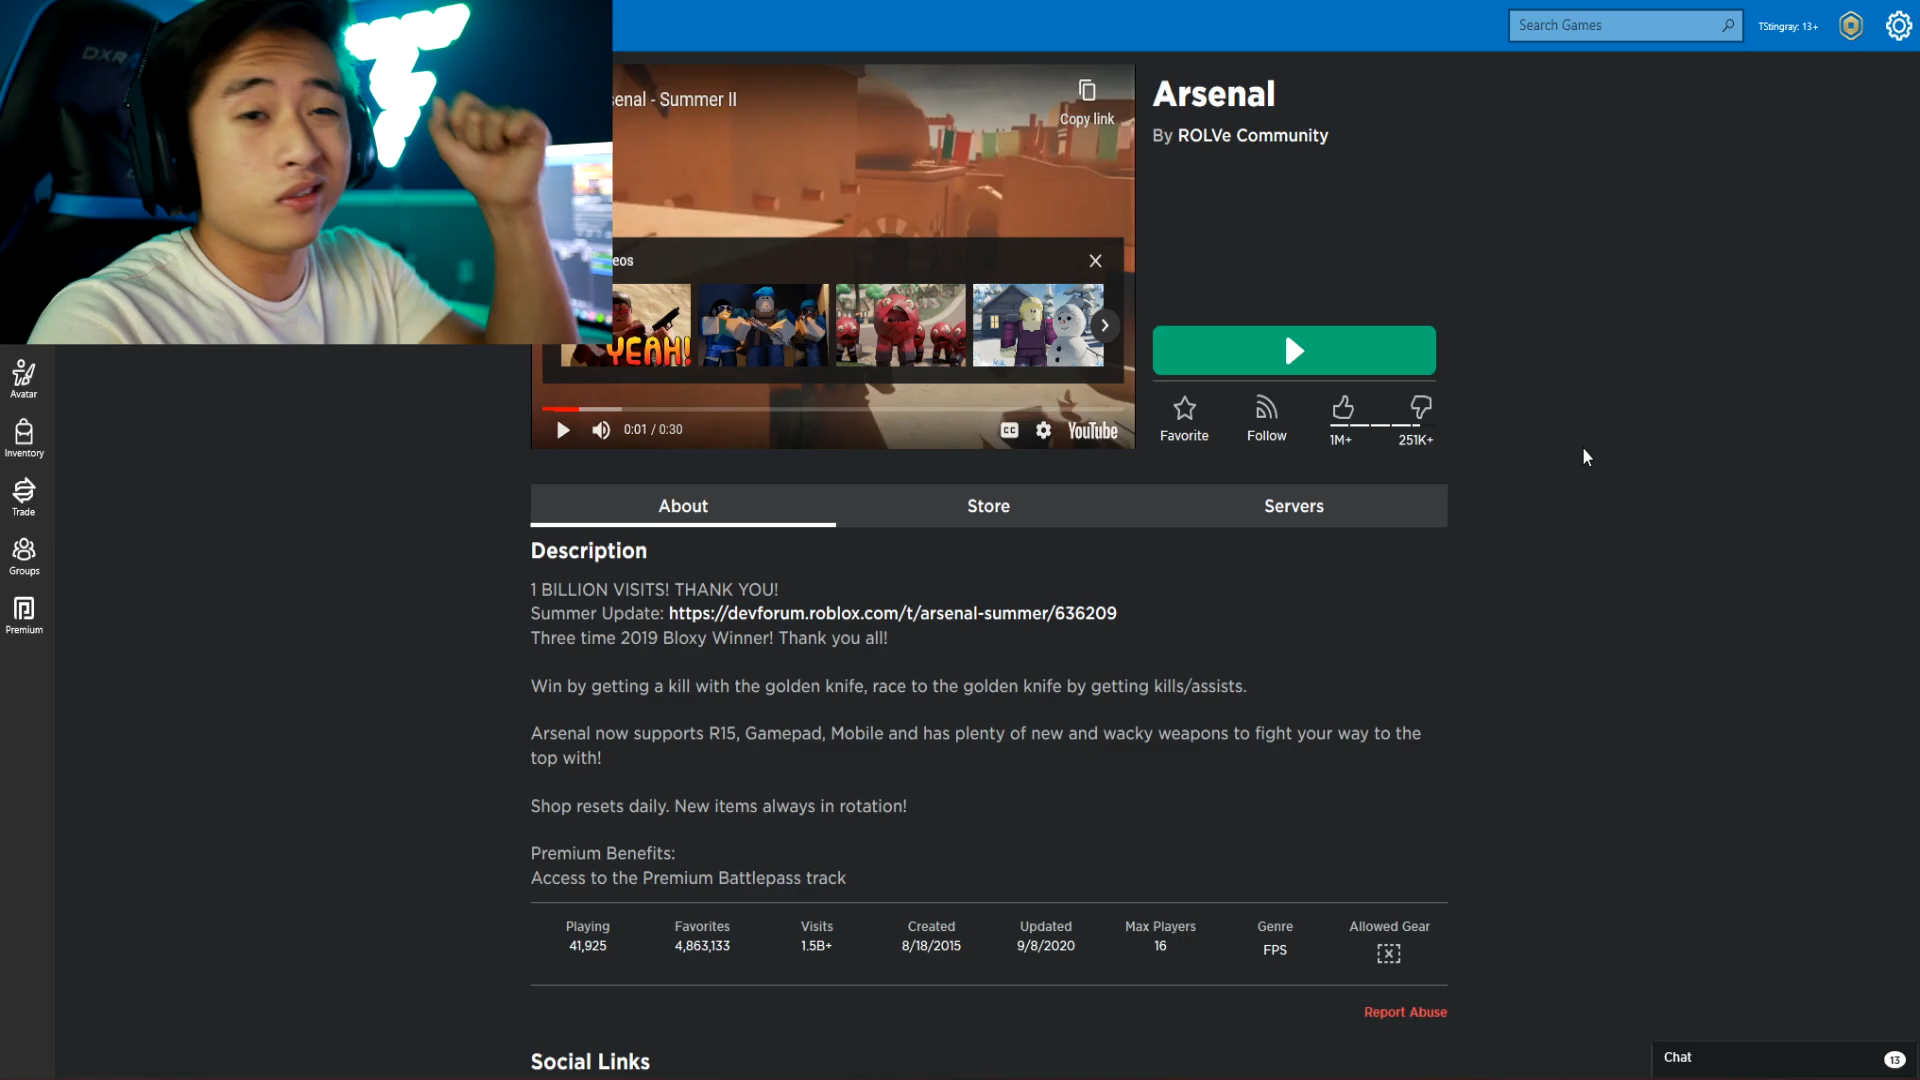 DXR
Search Games
TStingray: 13+
enal - Summer II
Copy link
Arsenal
By ROLVe Community
eos
YEAH!
0:01 / 0:30
CC
YouTube
Favorite
Follow
1M+
251K+
Avatar
Inventory
Trade
Groups
Premium
About
Store
Servers
Description
1 BILLION VISITS! THANK YOU!
Summer Update: https://devforum.roblox.com/t/arsenal-summer/636209
Three time 2019 Bloxy Winner! Thank you all!
Win by getting a kill with the golden knife, race to the golden knife by getting kills/assists.
Arsenal now supports R15, Gamepad, Mobile and has plenty of new and wacky weapons to fight your way to the
top with!
Shop resets daily. New items always in rotation!
Premium Benefits:
Access to the Premium Battlepass track
Playing
Favorites
Visits
Created
Updated
Max Players
Genre
Allowed Gear
41,925
4,863,133
1.5B+
8/18/2015
9/8/2020
16
FPS
Report Abuse
Social Links
Chat
13